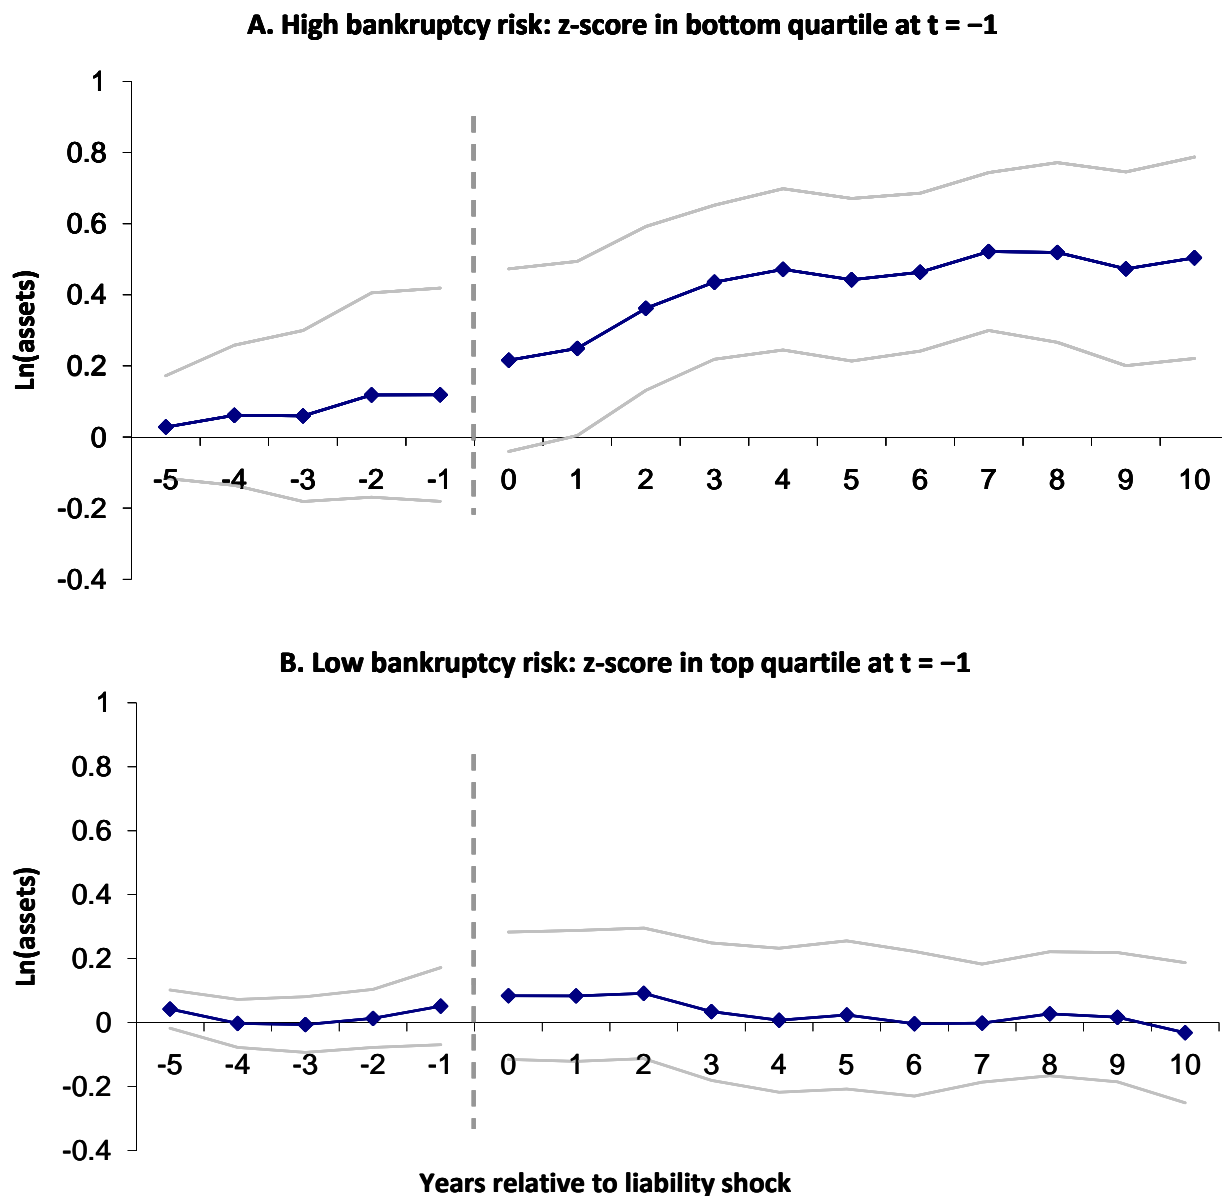 A. High bankruptcy risk: z-score in bottom quartile at t = −1
1
0.8
0.6
0.4
0.2
0
-0.2
-0.4
Ln(assets)
-5 -4 -3 -2 -1 0 1 2 3 4 5 6 7 8 9 10
B. Low bankruptcy risk: z-score in top quartile at t = −1
1
0.8
0.6
0.4
0.2
0
-0.2
-0.4
Ln(assets)
-5 -4 -3 -2 -1 0 1 2 3 4 5 6 7 8 9 10
Years relative to liability shock